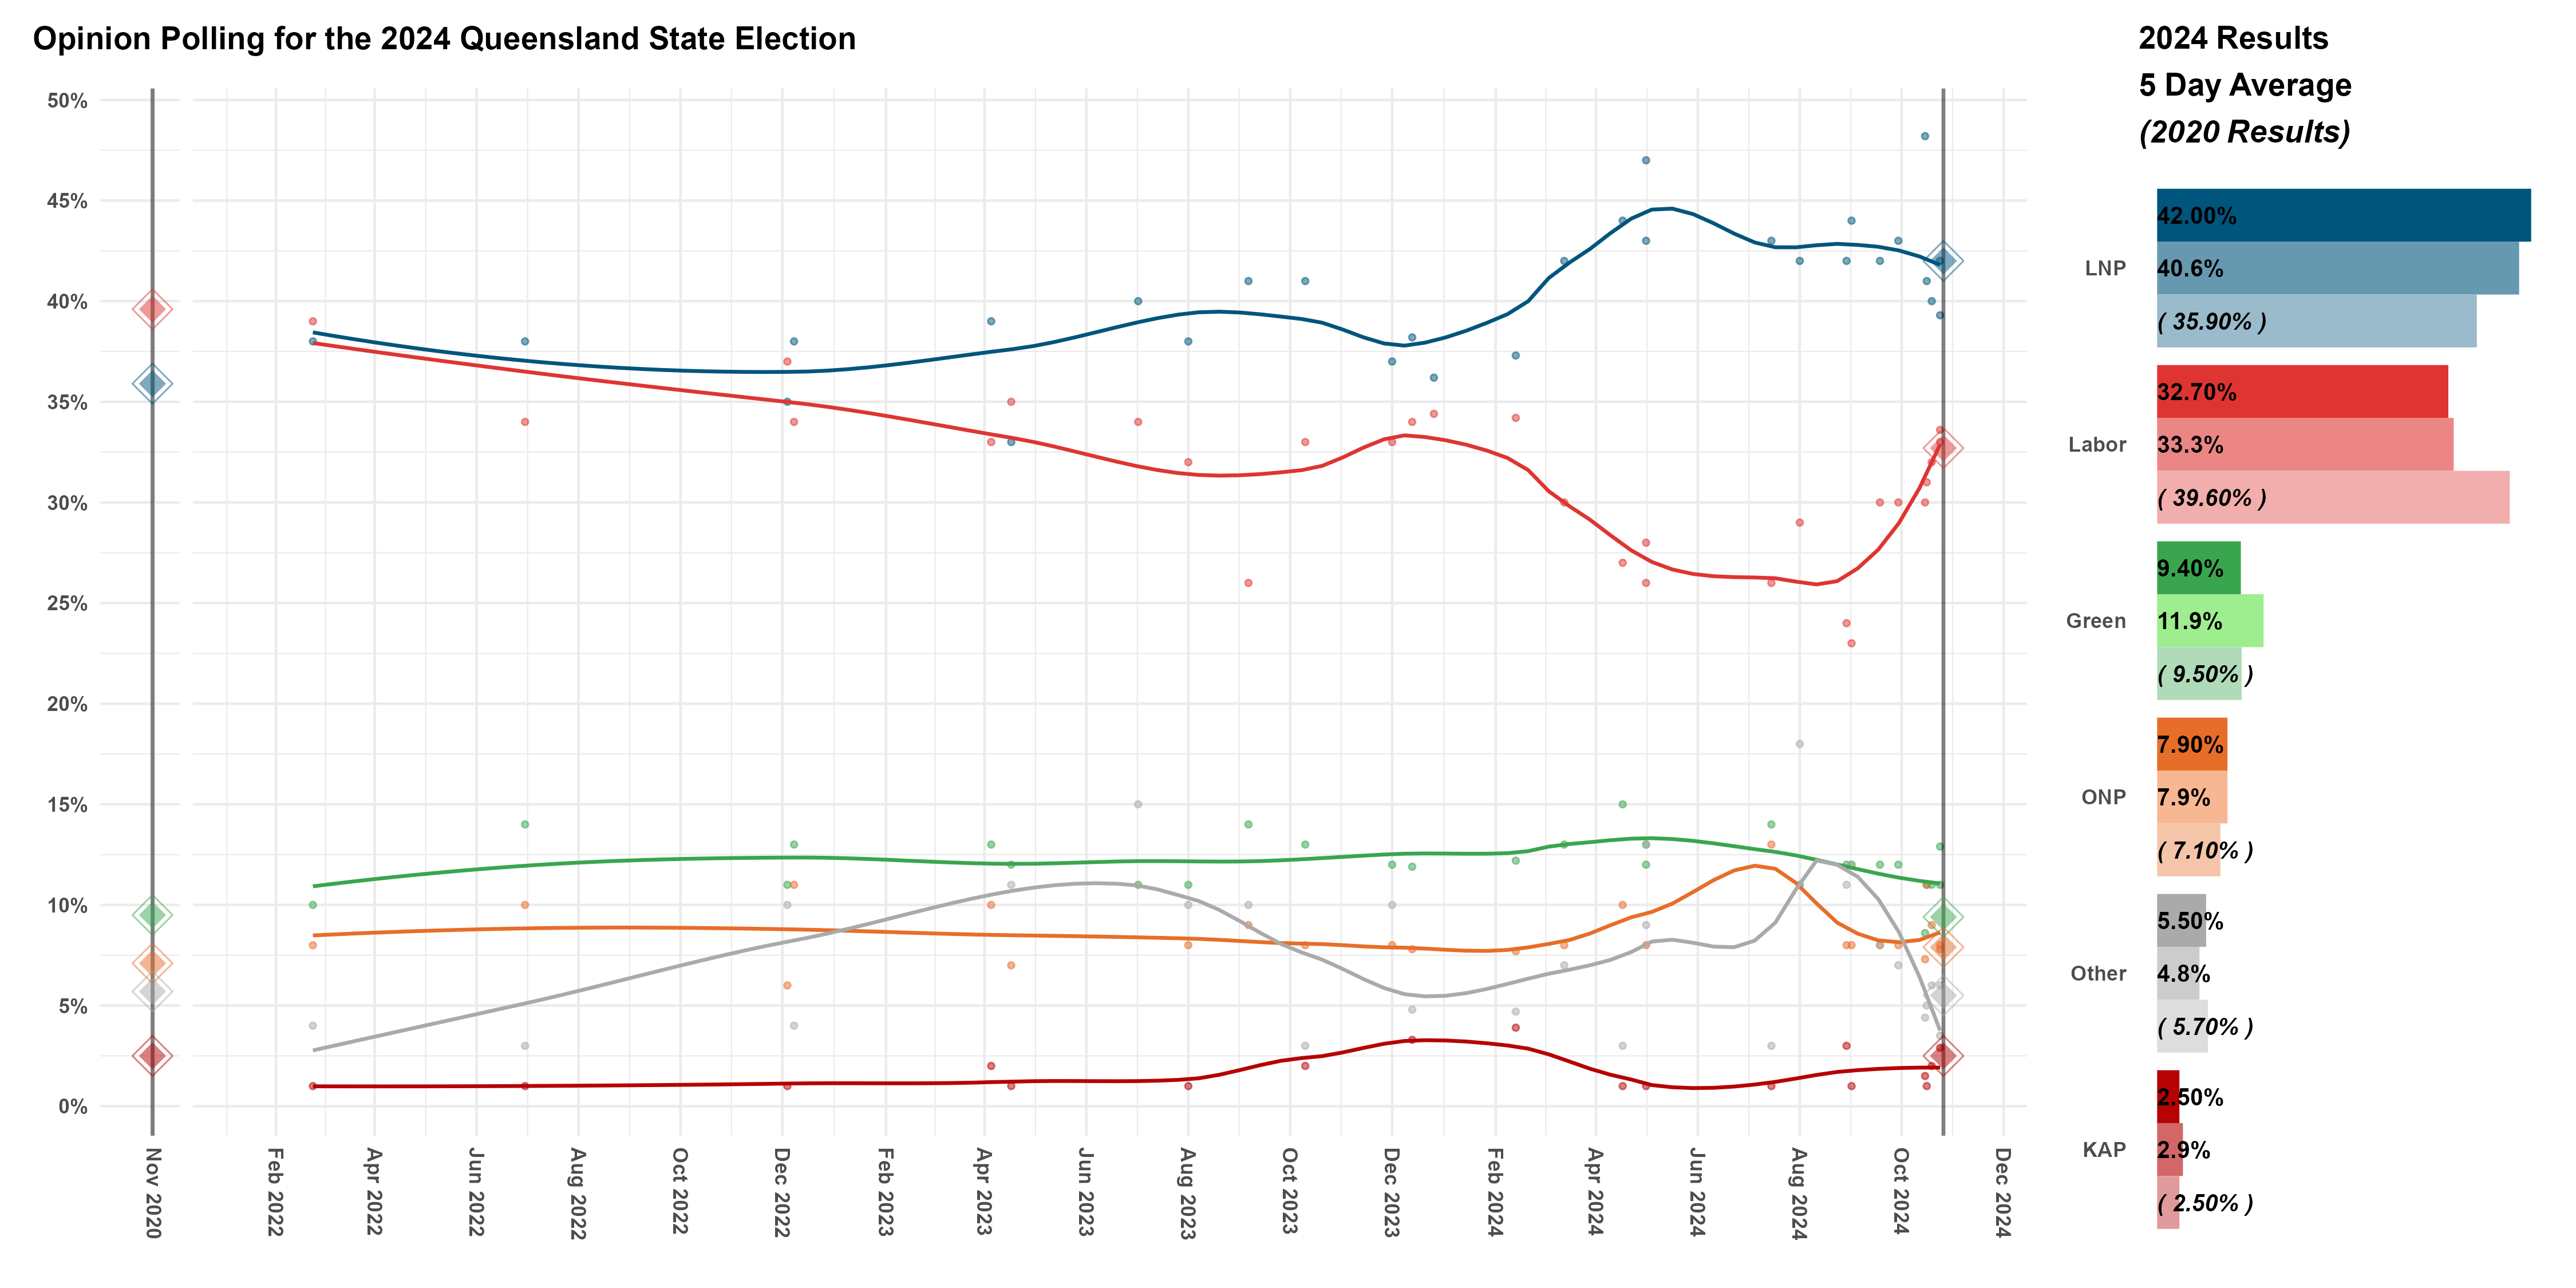 Opinion Polling for the 2024 Queensland State Election
50%
45%
40%
35%
30%
25%
20%
15%
10%
5%
0%
Nov 2020
Feb 2022
Apr 2022
Jun 2022
Aug 2022
Oct 2022
Dec 2022
Feb 2023
Apr 2023
Jun 2023
Aug 2023
Oct 2023
Dec 2023
Feb 2024
Apr 2024
Jun 2024
Aug 2024
Oct 2024
Dec 2024
2024 Results
5 Day Average
(2020 Results)
LNP
42.00%
40.6%
( 35.90% )
Labor
32.70%
33.3%
( 39.60% )
Green
9.40%
11.9%
( 9.50% )
ONP
7.90%
7.9%
( 7.10% )
Other
5.50%
4.8%
( 5.70% )
KAP
2.50%
2.9%
( 2.50% )